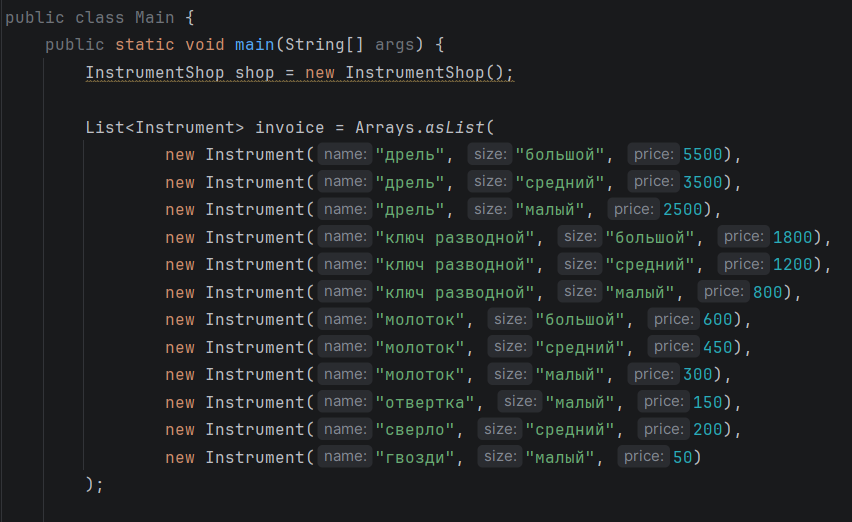 public class Main {
public static void main(String[] args) {
InstrumentShop shop = new InstrumentShop();
List<Instrument> invoice = Arrays.asList(
new Instrument( name: "дрель", size: "большой", price: 5500),
new Instrument( name: "дрель", size: "средний", price: 3500),
new Instrument( name: "дрель", size: "малый", price: 2500),
new Instrument( name: "ключ разводной", size: "большой", price: 1800),
new Instrument( name: "ключ разводной", size: "средний", price: 1200),
new Instrument( name: "ключ разводной", size: "малый", price: 800),
new Instrument( name: "молоток", size: "большой", price: 600),
new Instrument( name: "молоток", size: "средний", price: 450),
new Instrument( name: "молоток", size: "малый", price: 300),
new Instrument( name: "отвертка", size: "малый", price: 150),
new Instrument( name: "сверло", size: "средний", price: 200),
new Instrument( name: "гвозди", size: "малый", price: 50)
);